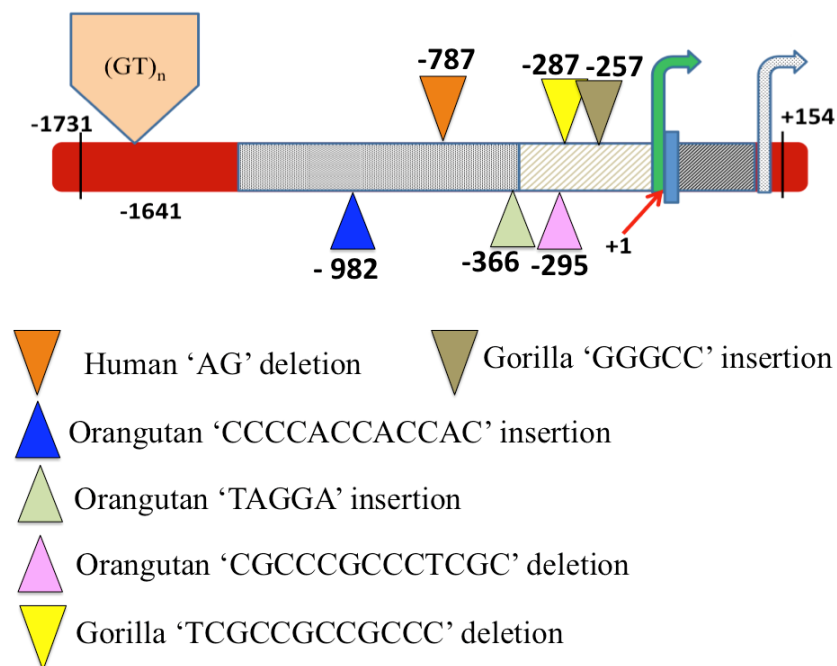 (GT)n
-787
-287
-257
-1731
+154
-1641
- 982
-366
-295
+1
Human ‘AG’ deletion
Gorilla ‘GGGCC’ insertion
Orangutan ‘CCCCACCACCAC’ insertion
Orangutan ‘TAGGA’ insertion
Orangutan ‘CGCCCGCCCTCGC’ deletion
Gorilla ‘TCGCCGCCGCCC’ deletion